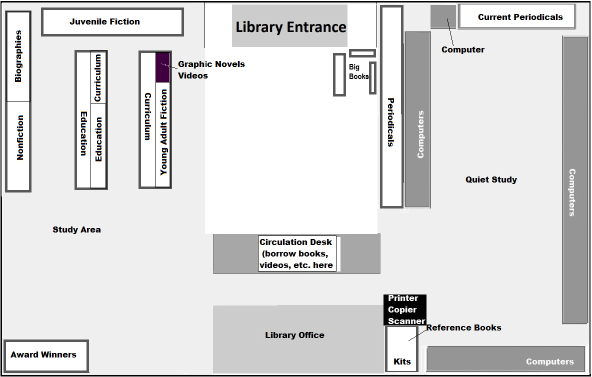 Library Entrance
Juvenile Fiction
Current Periodicals
Computer
Biographies
Nonfiction
Education
Curriculum
Education
Curriculum
Young Adult Fiction
Graphic Novels
Videos
Big
Books
Periodicals
Computers
Quiet Study
Computers
Study Area
Circulation Desk
(borrow books,
videos, etc. here
Printer
Copier
Scanner
Reference Books
Library Office
Kits
Award Winners
Computers